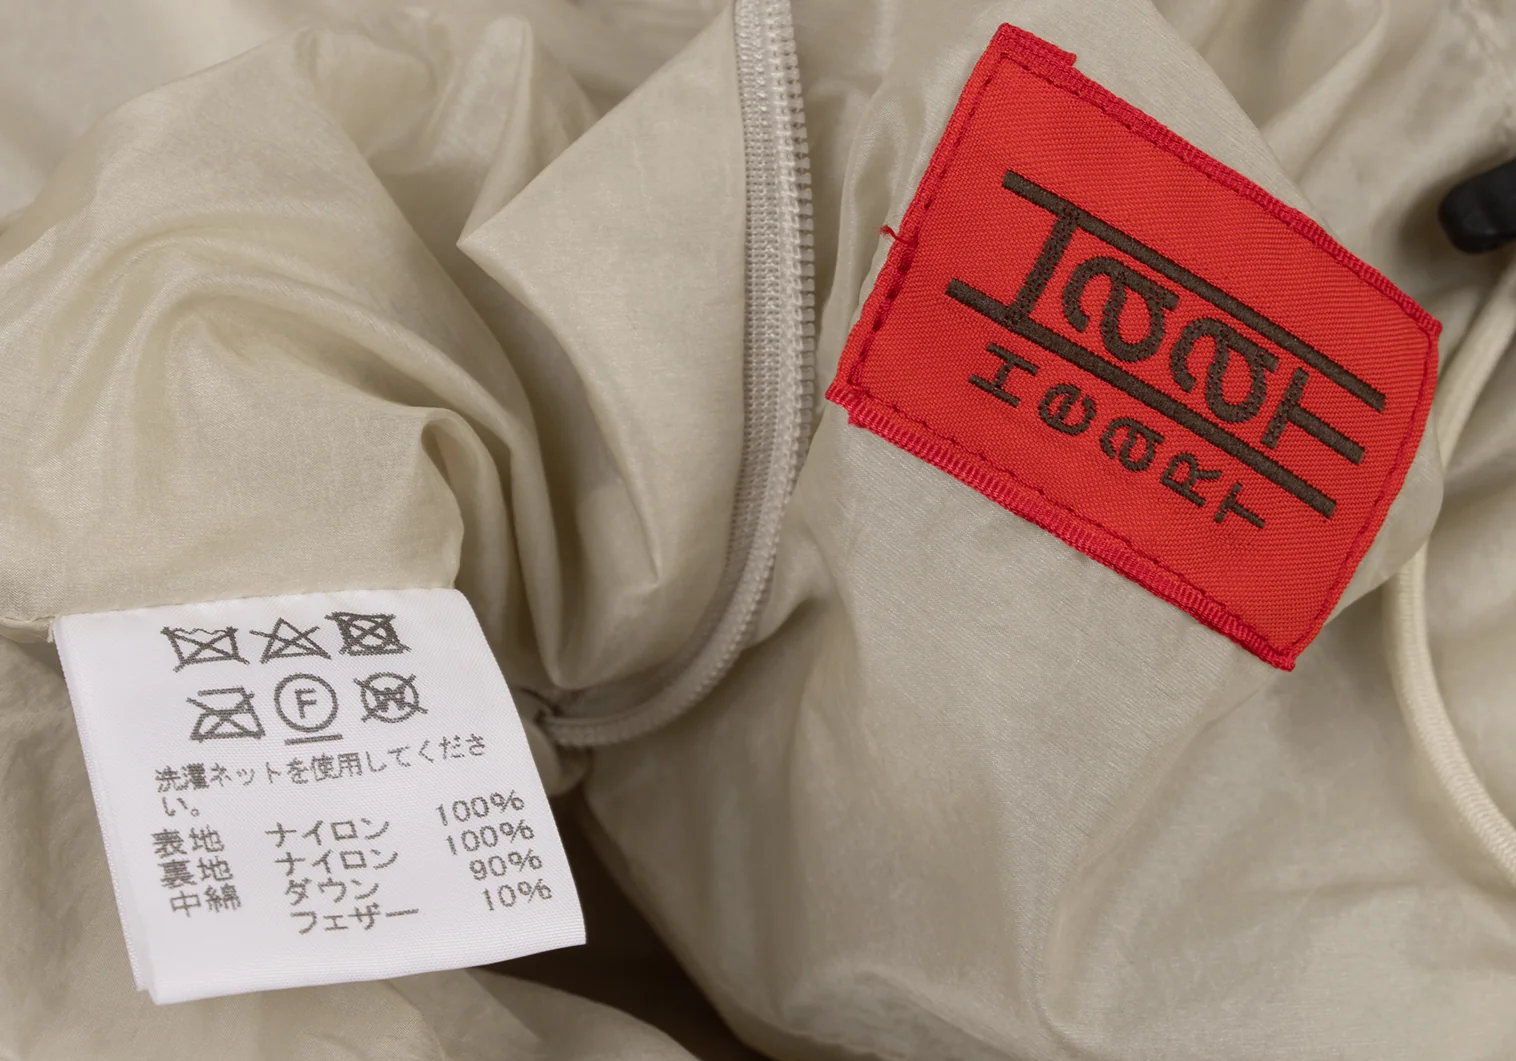 F
W
洗濯ネットを使用してくださ
い。
表地 ナイロン 100%
裏地 ナイロン 100%
中綿 ダウン 90%
フェザー 10%
HeaRT